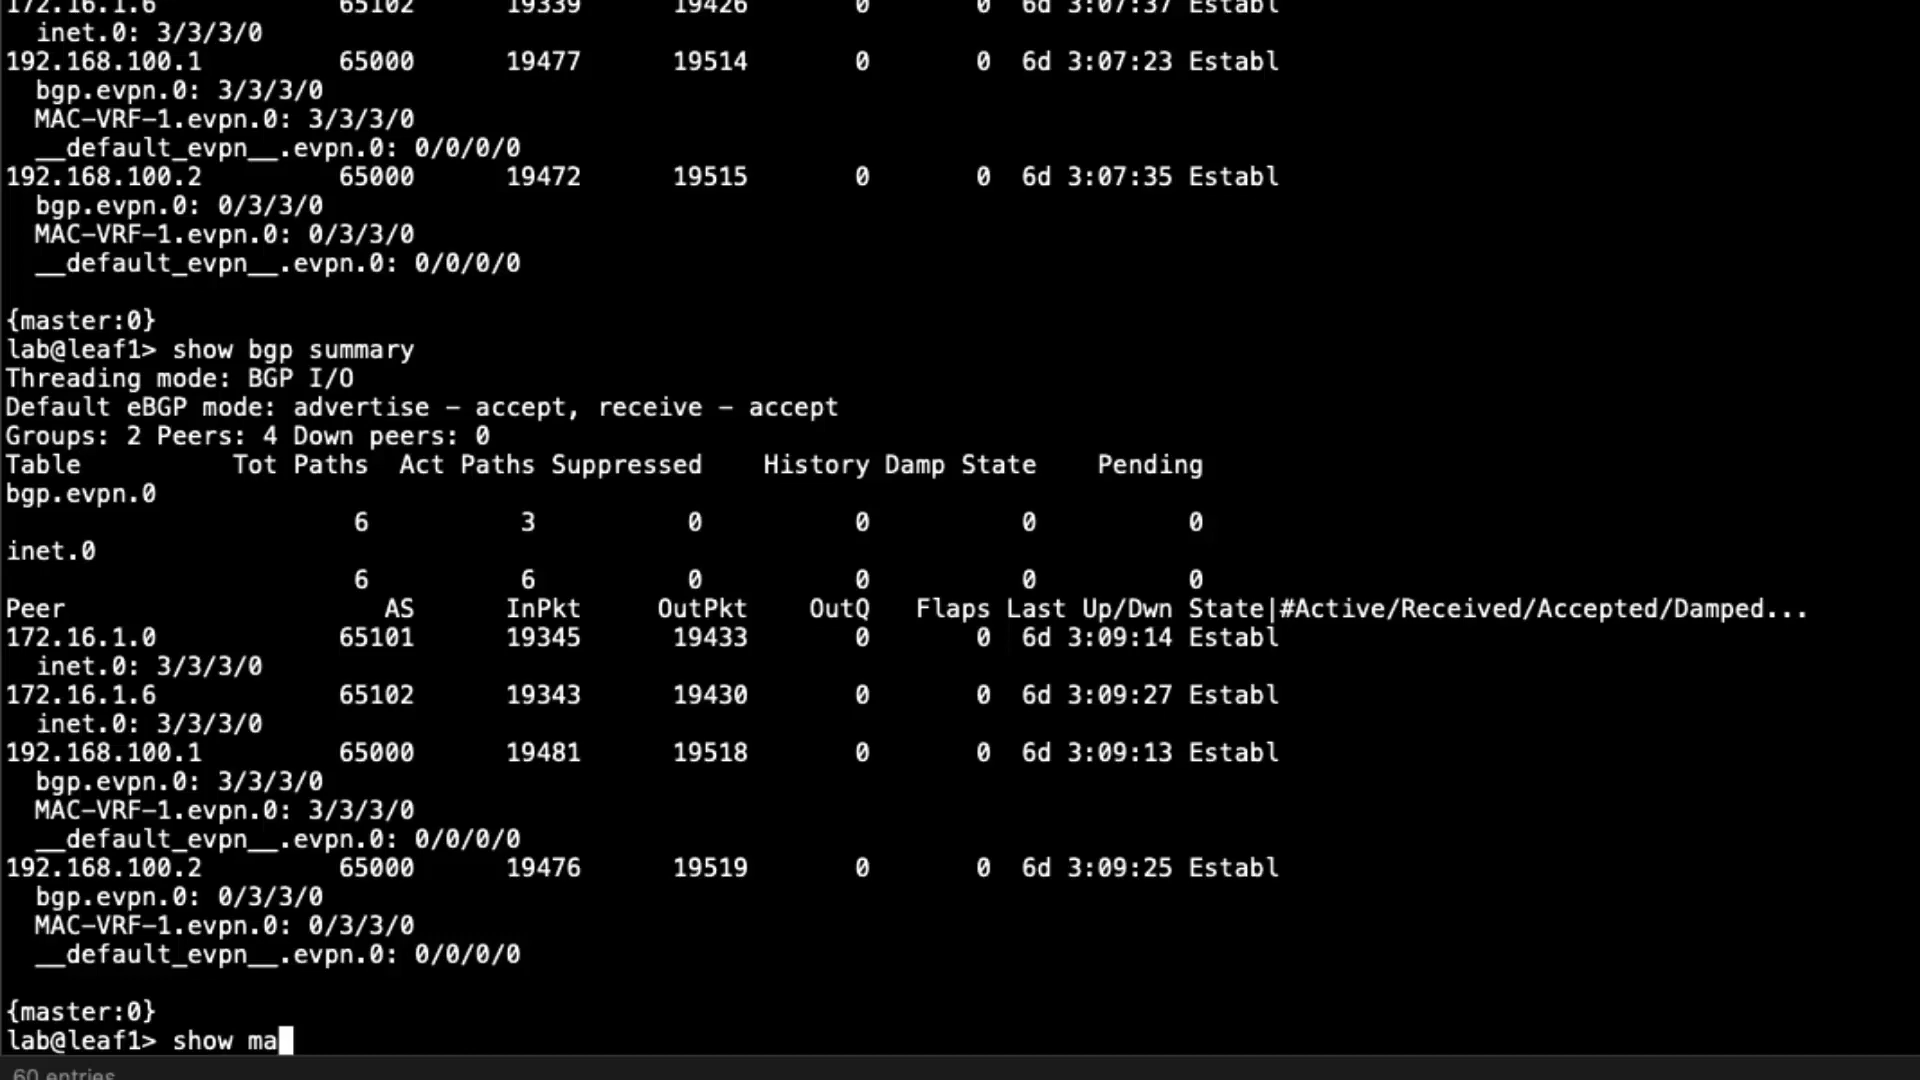 172.16.1.6 65102 19339 19426 0 0 6d 3:07:37 Establ
inet.0: 3/3/3/0
192.168.100.1 65000 19477 19514 0 0 6d 3:07:23 Establ
bgp.evpn.0: 3/3/3/0
MAC-VRF-1.evpn.0: 3/3/3/0
__default_evpn__.evpn.0: 0/0/0/0
192.168.100.2 65000 19472 19515 0 0 6d 3:07:35 Establ
bgp.evpn.0: 0/3/3/0
MAC-VRF-1.evpn.0: 0/3/3/0
__default_evpn__.evpn.0: 0/0/0/0
{master:0}
lab@leaf1> show bgp summary
Threading mode: BGP I/O
Default eBGP mode: advertise - accept, receive - accept
Groups: 2 Peers: 4 Down peers: 0
Table Tot Paths Act Paths Suppressed History Damp State Pending
bgp.evpn.0
6 3 0 0 0 0
inet.0
6 6 0 0 0 0
Peer AS InPkt OutPkt OutQ Flaps Last Up/Dwn State|#Active/Received/Accepted/Damped...
172.16.1.0 65101 19345 19433 0 0 6d 3:09:14 Establ
inet.0: 3/3/3/0
172.16.1.6 65102 19343 19430 0 0 6d 3:09:27 Establ
inet.0: 3/3/3/0
192.168.100.1 65000 19481 19518 0 0 6d 3:09:13 Establ
bgp.evpn.0: 3/3/3/0
MAC-VRF-1.evpn.0: 3/3/3/0
__default_evpn__.evpn.0: 0/0/0/0
192.168.100.2 65000 19476 19519 0 0 6d 3:09:25 Establ
bgp.evpn.0: 0/3/3/0
MAC-VRF-1.evpn.0: 0/3/3/0
__default_evpn__.evpn.0: 0/0/0/0
{master:0}
lab@leaf1> show ma
60 entries